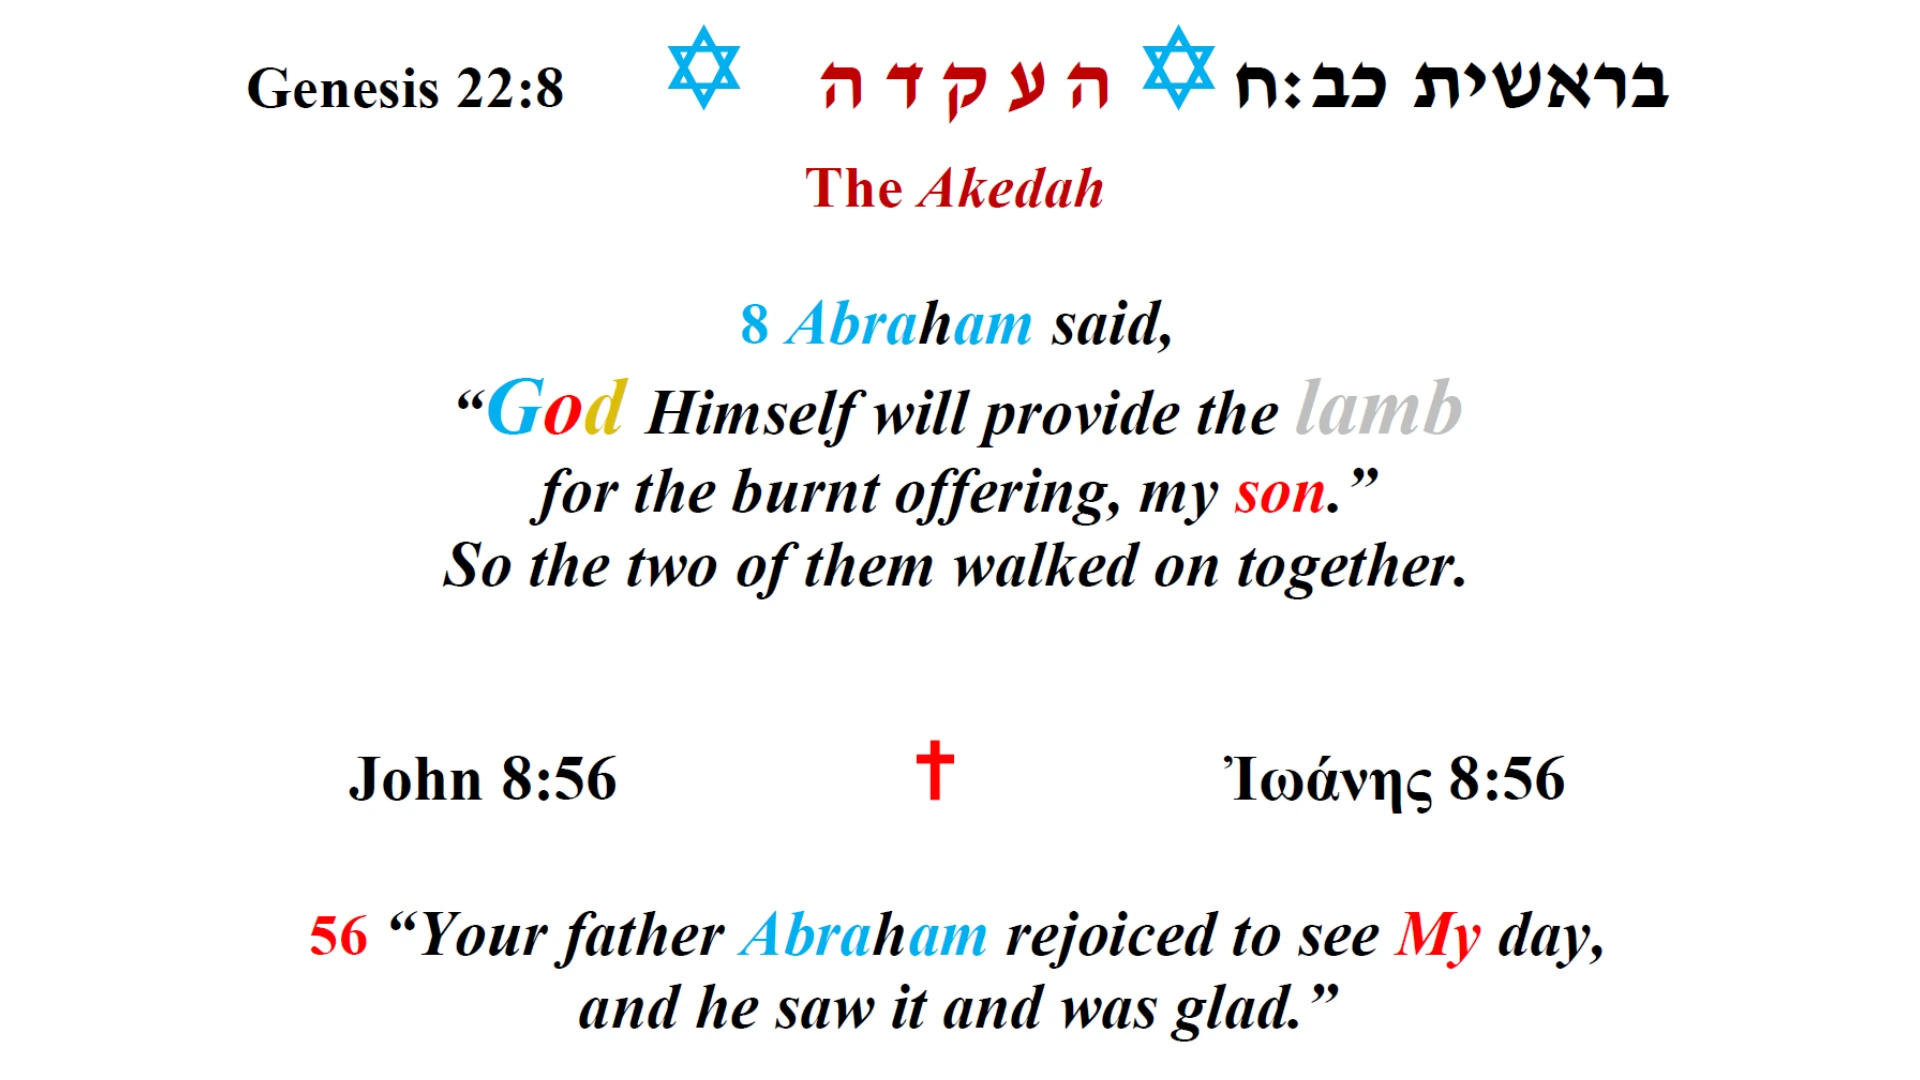 Genesis 22:8 ✡ ה ע ק ד ה ✡ בראשית כב:ח
The Akedah
8 Abraham said,
“God Himself will provide the lamb
for the burnt offering, my son.”
So the two of them walked on together.
John 8:56 ✝ Ἰωάνης 8:56
56 “Your father Abraham rejoiced to see My day,
and he saw it and was glad.”